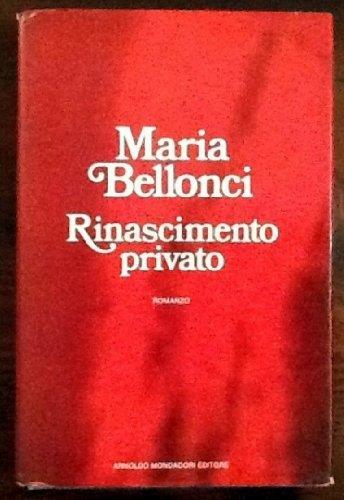 Maria
Bellonci
Rinascimento
privato
ROMANZO
ARNOLDO MONDADORI EDITORE